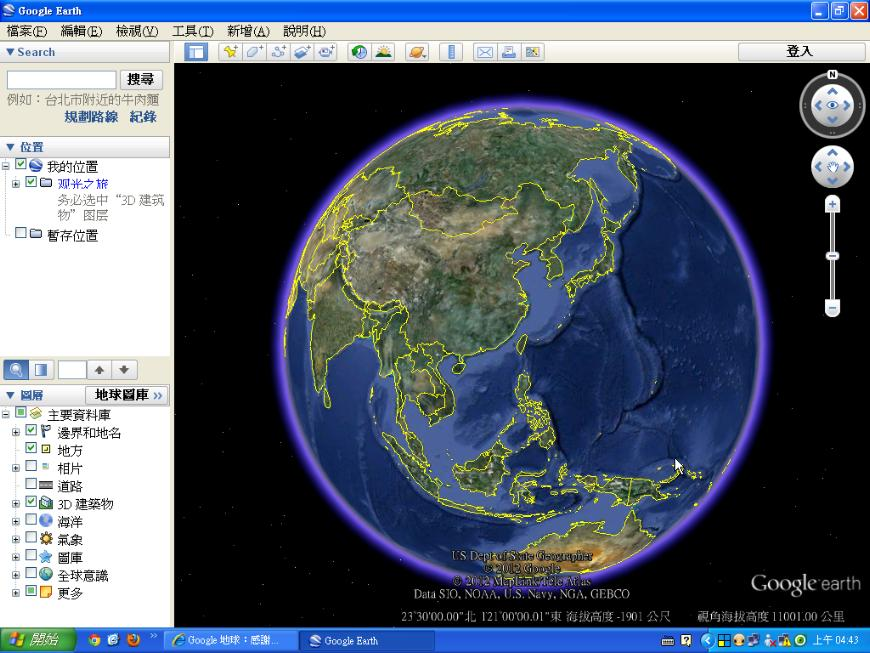 Google Earth
檔案(F) 編輯(E) 檢視(V) 工具(T) 新增(A) 說明(H)
Search
登入
搜尋
例如：台北市附近的牛肉麵
規劃路線 紀錄
位置
我的位置
观光之旅
务必选中“3D 建筑
物”图层
暫存位置
N
圖層
地球圖庫 »
主要資料庫
邊界和地名
地方
相片
道路
3D 建築物
海洋
氣象
圖庫
全球意識
更多
US Dept of State Geographer
© 2012 Google
© 2012 MapLink/Tele Atlas
Data SIO, NOAA, U.S. Navy, NGA, GEBCO
Google earth
23°30'00.00"北 121°00'00.01"東 海拔高度 -1901 公尺 視角海拔高度 11001.00 公里
開始
Google 地球：感謝...
Google Earth
上午 04:43